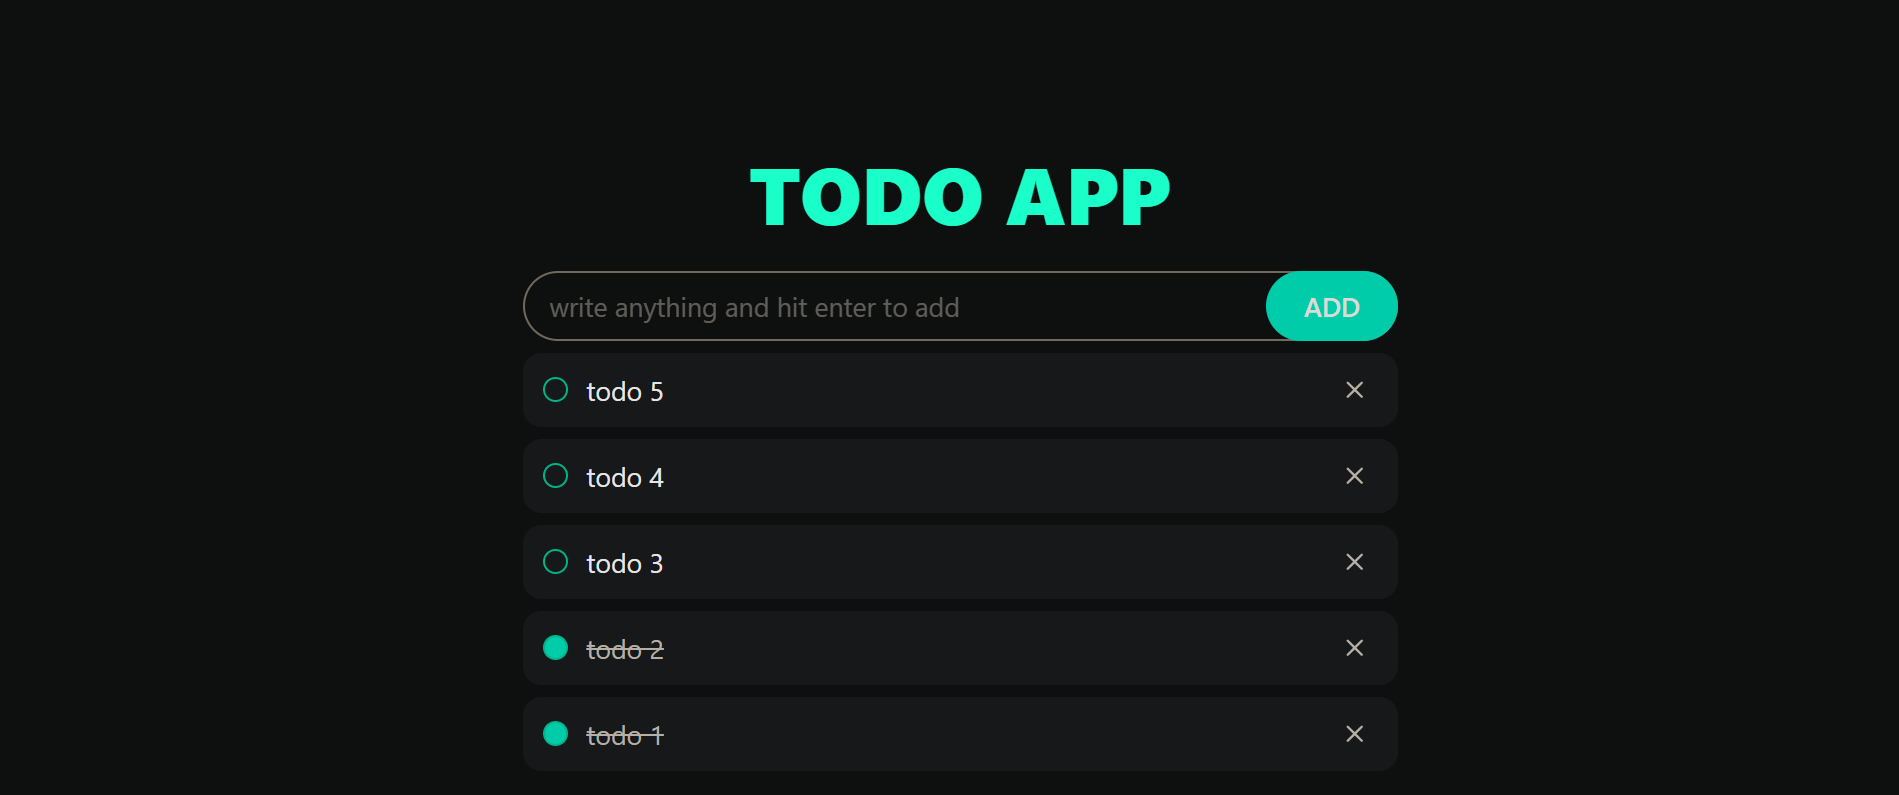 TODO APP
write anything and hit enter to add ADD
todo 5
todo 4
todo 3
todo 2
todo 1